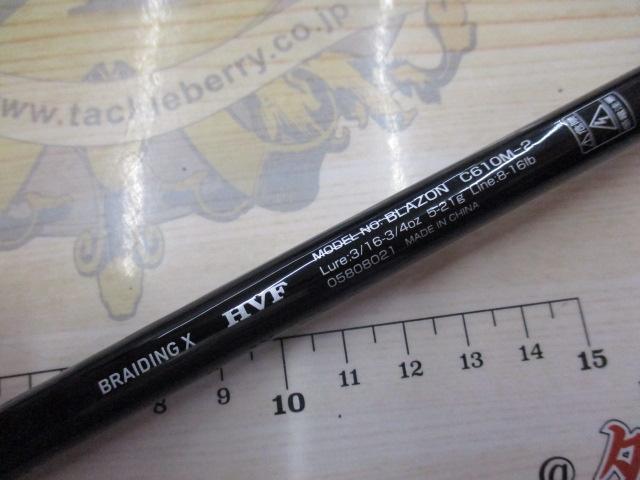 www.tackleberry.co.jp
MODEL NO. BLAZON C610M-2
Lure:3/16-3/4oz 5-21g Line:8-16lb
05808021 MADE IN CHINA
HVF
BRAIDING X
8 9 10 11 12 13 14 15
@